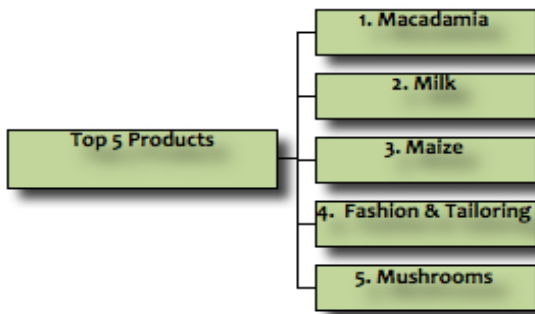 Top 5 Products
1. Macadamia
2. Milk
3. Maize
4. Fashion & Tailoring
5. Mushrooms